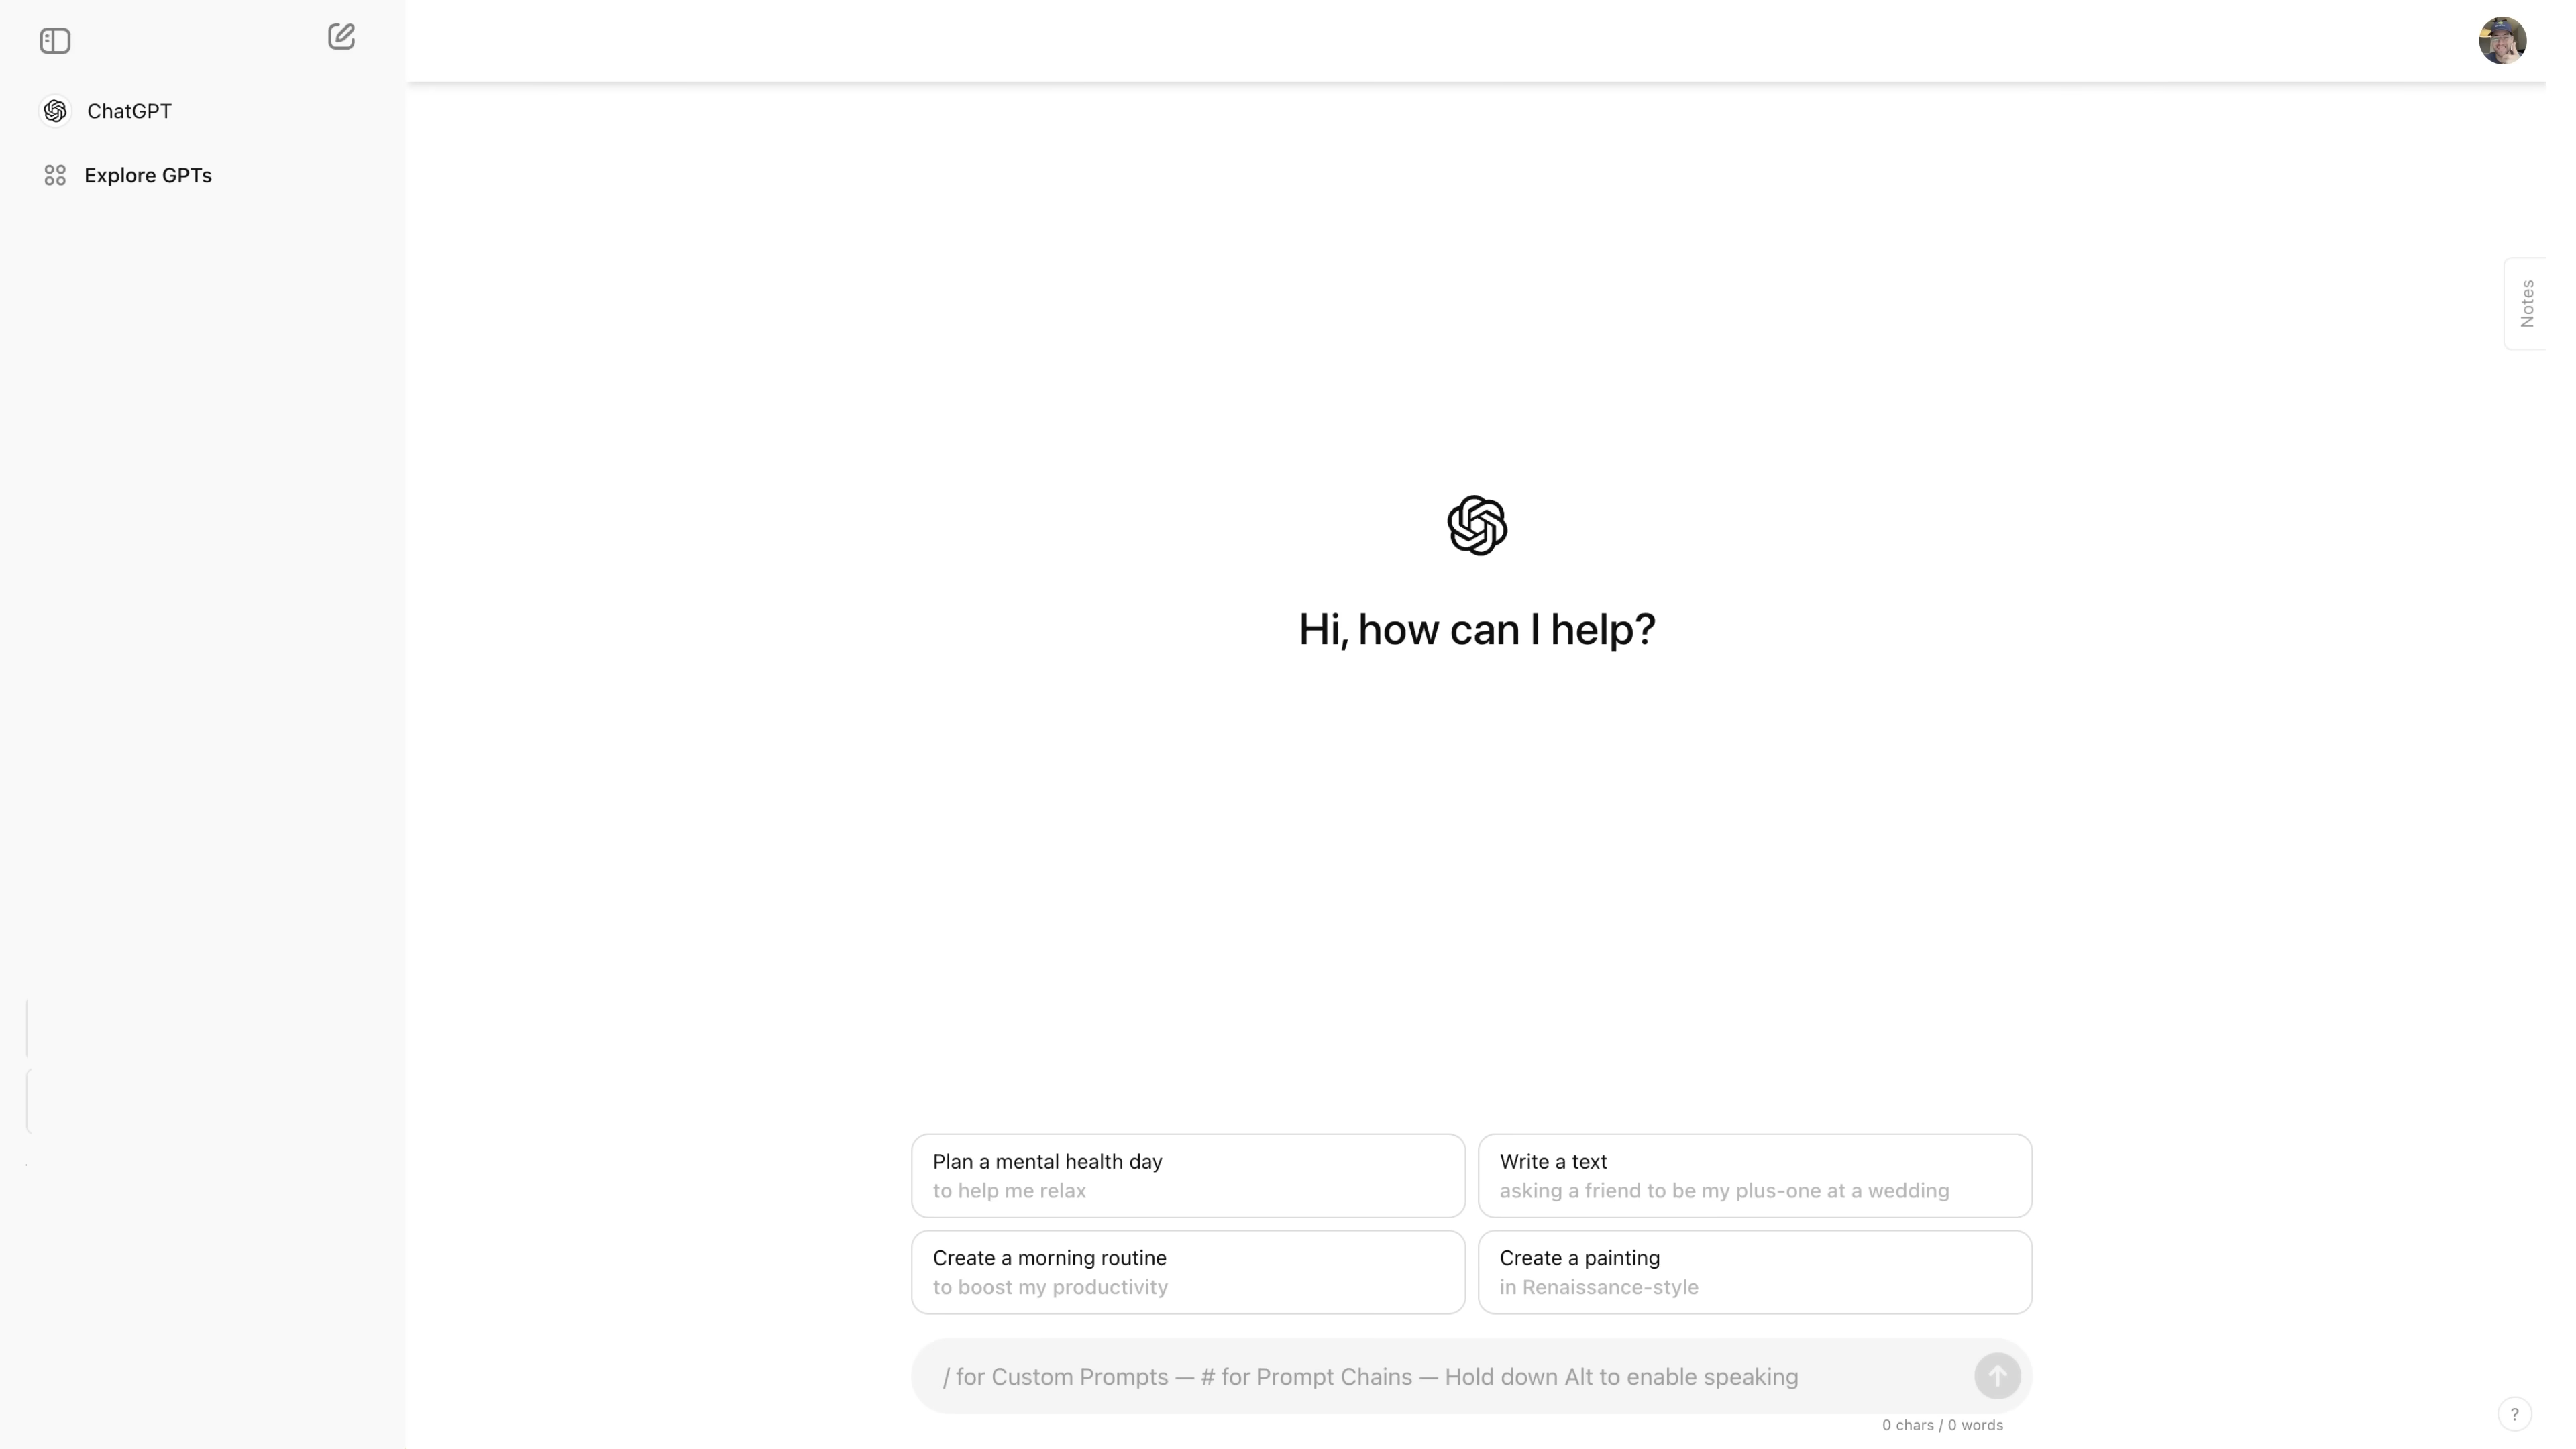 ChatGPT
Explore GPTs
Notes
Hi, how can I help?
Plan a mental health day
to help me relax
Write a text
asking a friend to be my plus-one at a wedding
Create a morning routine
to boost my productivity
Create a painting
in Renaissance-style
/ for Custom Prompts — # for Prompt Chains — Hold down Alt to enable speaking
0 chars / 0 words
?